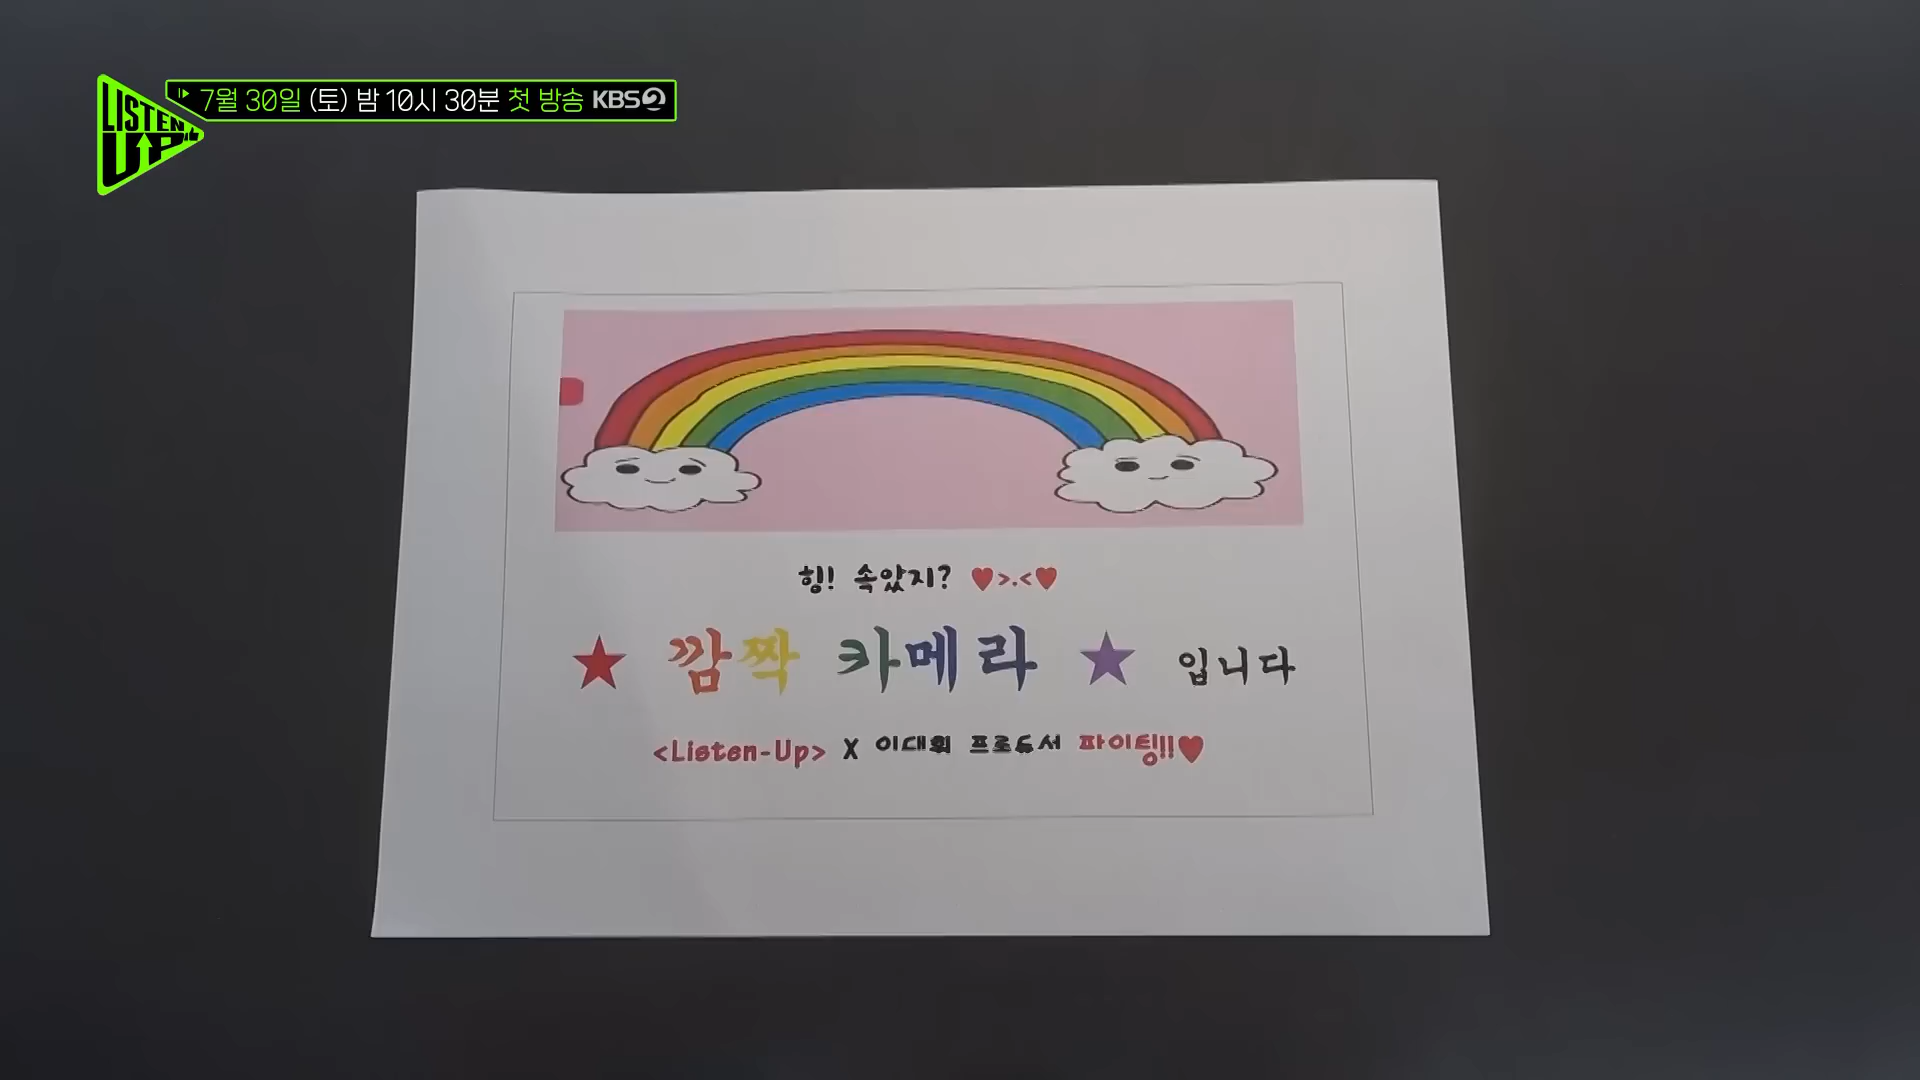 LISTEN UP
7월 30일 (토) 밤 10시 30분 첫 방송 KBS2
힝! 속았지? ♥>.<♥
★ 깜짝 카메라 ★ 입니다
<Listen-Up> X 이대휘 프로듀서 파이팅!!♥